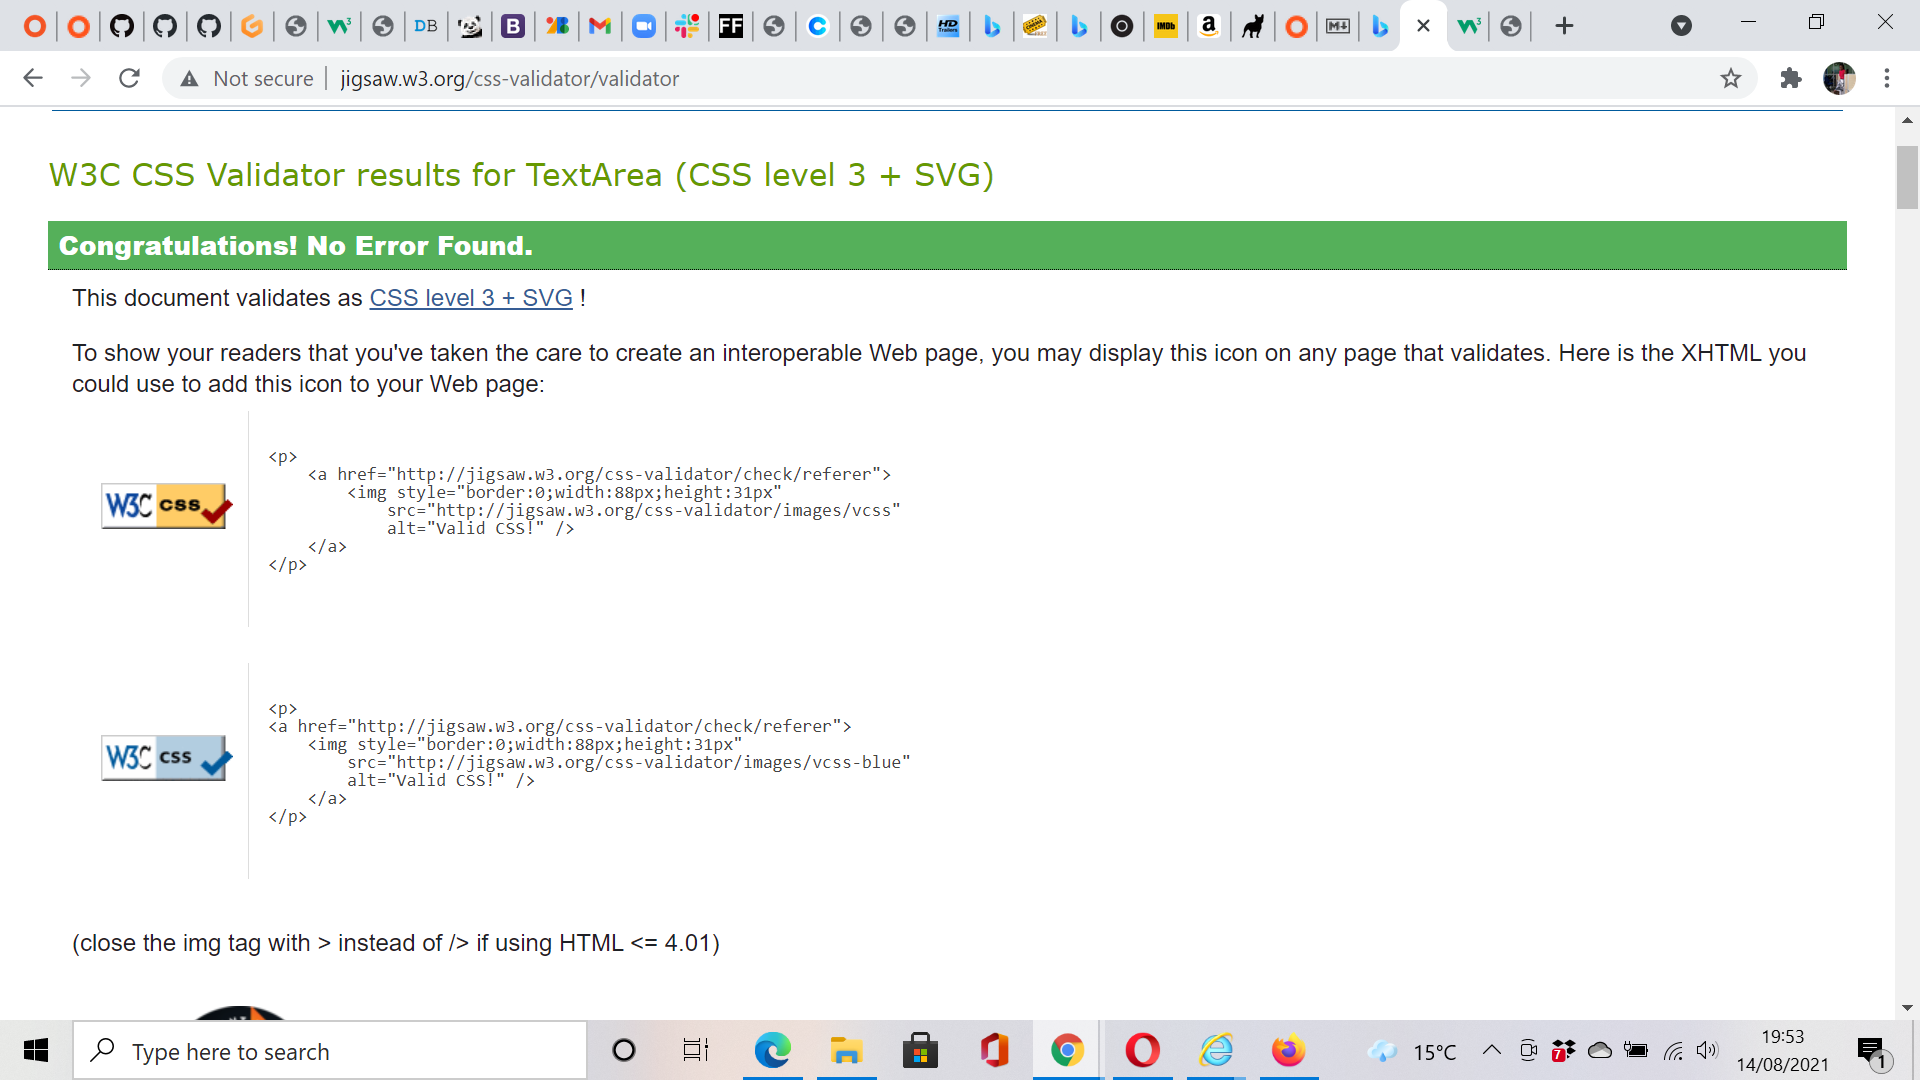 DB
B
FF
C
HD
Trailers
IMDb
a
Not secure
jigsaw.w3.org/css-validator/validator
W3C CSS Validator results for TextArea (CSS level 3 + SVG)
Congratulations! No Error Found.
This document validates as CSS level 3 + SVG !
To show your readers that you've taken the care to create an interoperable Web page, you may display this icon on any page that validates. Here is the XHTML you
could use to add this icon to your Web page:
W3C css
<p>
<a href="http://jigsaw.w3.org/css-validator/check/referer">
<img style="border:0;width:88px;height:31px"
src="http://jigsaw.w3.org/css-validator/images/vcss"
alt="Valid CSS!" />
</a>
</p>
W3C css
<p>
<a href="http://jigsaw.w3.org/css-validator/check/referer">
<img style="border:0;width:88px;height:31px"
src="http://jigsaw.w3.org/css-validator/images/vcss-blue"
alt="Valid CSS!" />
</a>
</p>
(close the img tag with > instead of /> if using HTML <= 4.01)
Type here to search
15°C
7
19:53
14/08/2021
1